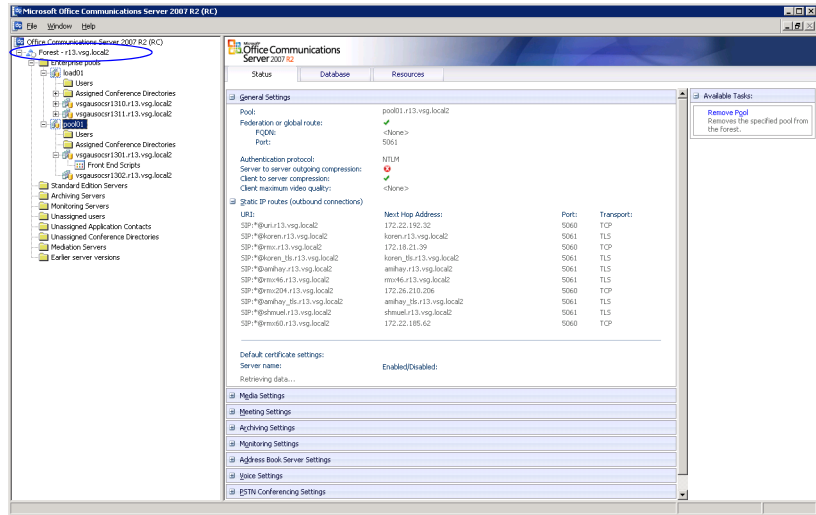 Microsoft Office Communications Server 2007 R2 (RC)
File Window Help
Office Communications Server 2007 R2 (RC)
Forest - r13.vsg.local2
Enterprise pools
load01
Users
Assigned Conference Directories
vsgausocsr1310.r13.vsg.local2
vsgausocsr1311.r13.vsg.local2
pool01
Users
Assigned Conference Directories
vsgausocsr1301.r13.vsg.local2
Front End Scripts
vsgausocsr1302.r13.vsg.local2
Standard Edition Servers
Archiving Servers
Monitoring Servers
Unassigned users
Unassigned Application Contacts
Unassigned Conference Directories
Mediation Servers
Earlier server versions
Microsoft
Office Communications
Server 2007 R2
Status Database Resources
General Settings
Pool: pool01.r13.vsg.local2
Federation or global route:
FQDN: <None>
Port: 5061
Authentication protocol: NTLM
Server to server outgoing compression:
Client to server compression:
Client maximum video quality: <None>
Static IP routes (outbound connections)
URI: Next Hop Address: Port: Transport:
SIP:*@uri.r13.vsg.local2 172.22.192.32 5060 TCP
SIP:*@koren.r13.vsg.local2 koren.r13.vsg.local2 5061 TLS
SIP:*@rmx.r13.vsg.local2 172.18.21.39 5060 TCP
SIP:*@koren_tls.r13.vsg.local2 koren_tls.r13.vsg.local2 5061 TLS
SIP:*@amihay.r13.vsg.local2 amihay.r13.vsg.local2 5061 TLS
SIP:*@rmx46.r13.vsg.local2 rmx46.r13.vsg.local2 5061 TLS
SIP:*@rmx204.r13.vsg.local2 172.26.210.206 5060 TCP
SIP:*@amihay_tls.r13.vsg.local2 amihay_tls.r13.vsg.local2 5061 TLS
SIP:*@shmuel.r13.vsg.local2 shmuel.r13.vsg.local2 5061 TLS
SIP:*@rmx60.r13.vsg.local2 172.22.185.62 5060 TCP
Default certificate settings:
Server name: Enabled/Disabled:
Retrieving data...
Media Settings
Meeting Settings
Archiving Settings
Monitoring Settings
Address Book Server Settings
Voice Settings
PSTN Conferencing Settings
Available Tasks:
Remove Pool
Removes the specified pool from
the forest.